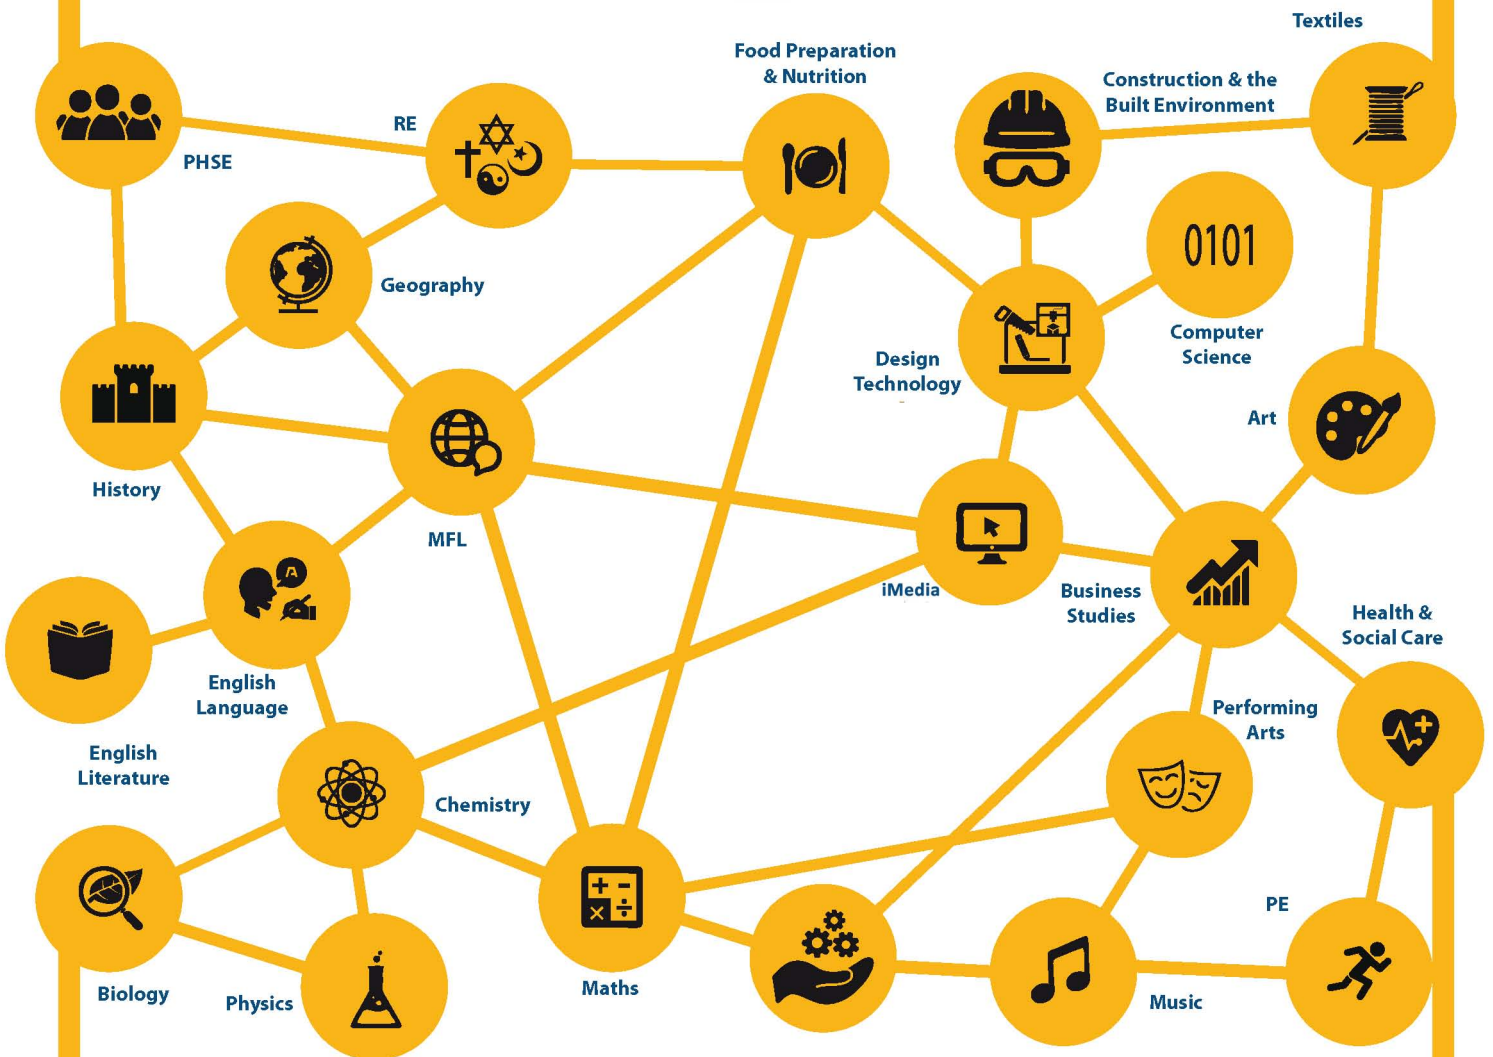 Textiles
Food Preparation
& Nutrition
Construction & the
Built Environment
RE
PHSE
0101
Geography
Computer
Science
Design
Technology
Art
History
MFL
A
iMedia
Business
Studies
Health &
Social Care
English
Language
Performing
Arts
English
Literature
Chemistry
+ -
× ÷
PE
Maths
Biology
Physics
Music